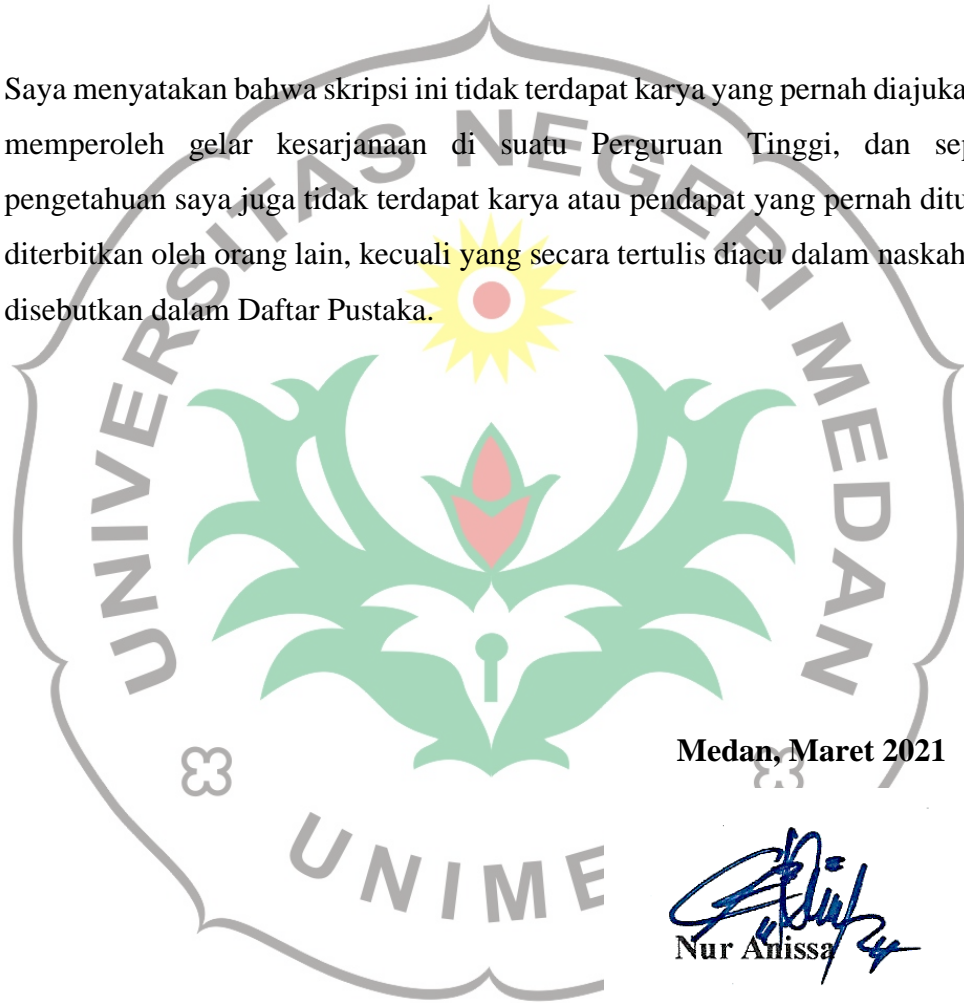 Saya menyatakan bahwa skripsi ini tidak terdapat karya yang pernah diajuka
memperoleh gelar kesarjanaan di suatu Perguruan Tinggi, dan sep
pengetahuan saya juga tidak terdapat karya atau pendapat yang pernah ditu
diterbitkan oleh orang lain, kecuali yang secara tertulis diacu dalam naskah
disebutkan dalam Daftar Pustaka.
UNIVERSITAS NEGERI MEDAN
Medan, Maret 2021
UNIME
Nur Anissa